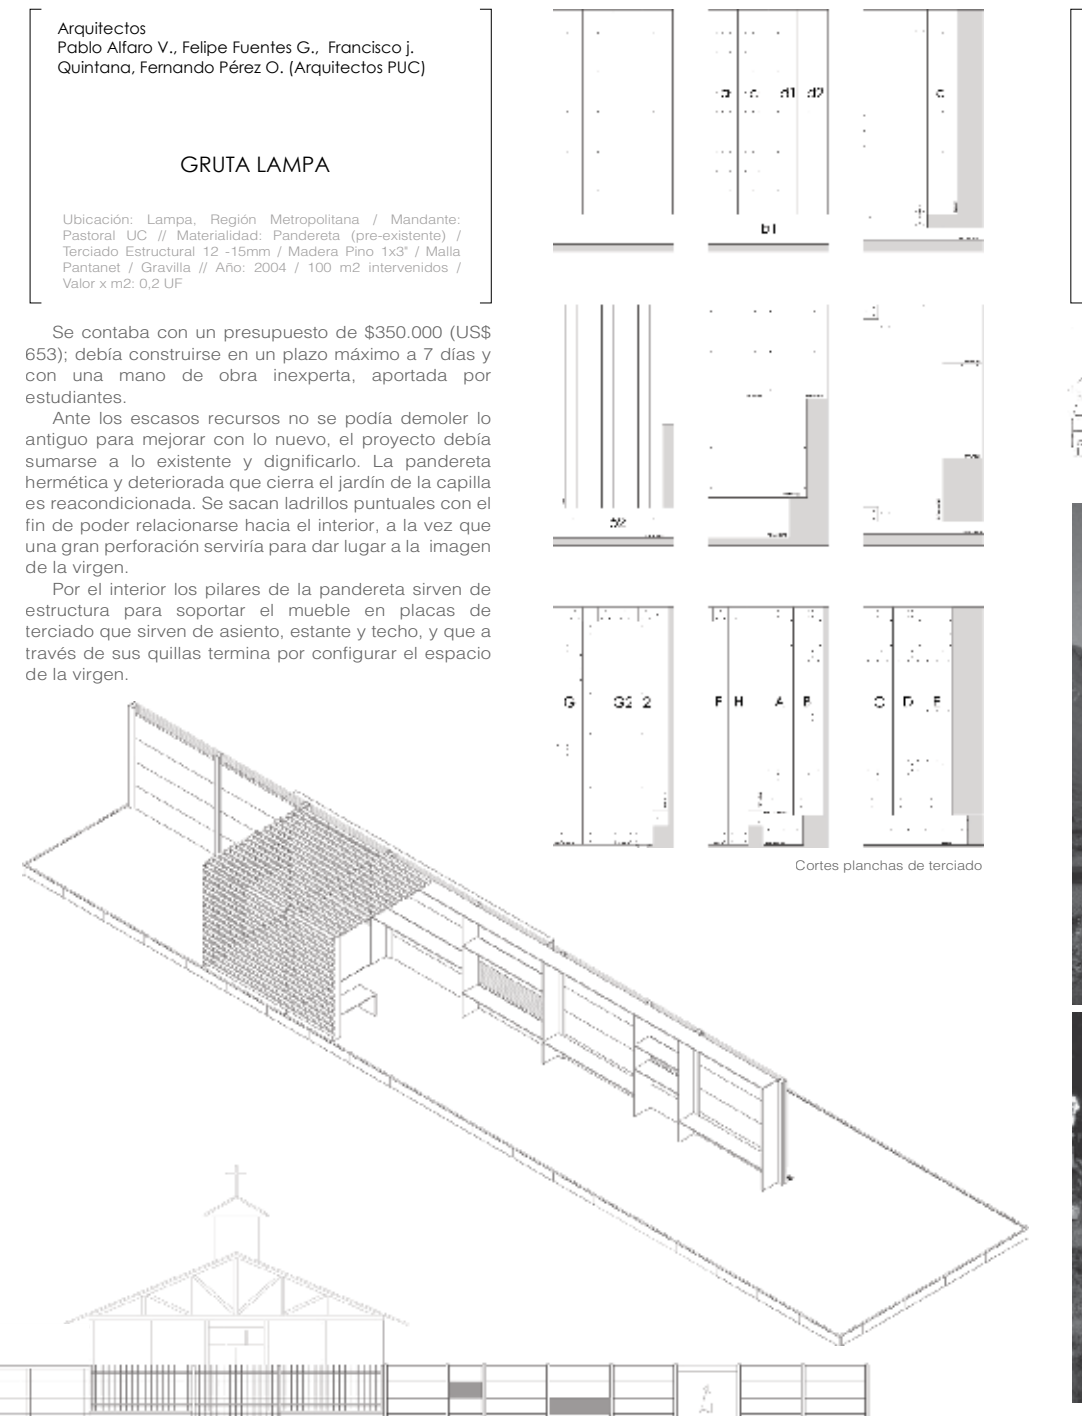 Arquitectos
Pablo Alfaro V., Felipe Fuentes G.,  Francisco j.
Quintana, Fernando Pérez O. (Arquitectos PUC)
GRUTA LAMPA
Ubicación: Lampa, Región Metropolitana / Mandante:
Pastoral UC // Materialidad: Pandereta (pre-existente) /
Terciado Estructural 12 -15mm / Madera Pino 1x3" / Malla
Pantanet / Gravilla // Año: 2004 / 100 m2 intervenidos /
Valor x m2: 0,2 UF
Se contaba con un presupuesto de $350.000 (US$
653); debía construirse en un plazo máximo a 7 días y
con una mano de obra inexperta, aportada por
estudiantes.
Ante los escasos recursos no se podía demoler lo
antiguo para mejorar con lo nuevo, el proyecto debía
sumarse a lo existente y dignificarlo. La pandereta
hermética y deteriorada que cierra el jardín de la capilla
es reacondicionada. Se sacan ladrillos puntuales con el
fin de poder relacionarse hacia el interior, a la vez que
una gran perforación serviría para dar lugar a la  imagen
de la virgen.
Por el interior los pilares de la pandereta sirven de
estructura para soportar el mueble en placas de
terciado que sirven de asiento, estante y techo, y que a
través de sus quillas termina por configurar el espacio
de la virgen.
a c d1 d2
c
b1
G G2 2
F H A B
C D E
Cortes planchas de terciado